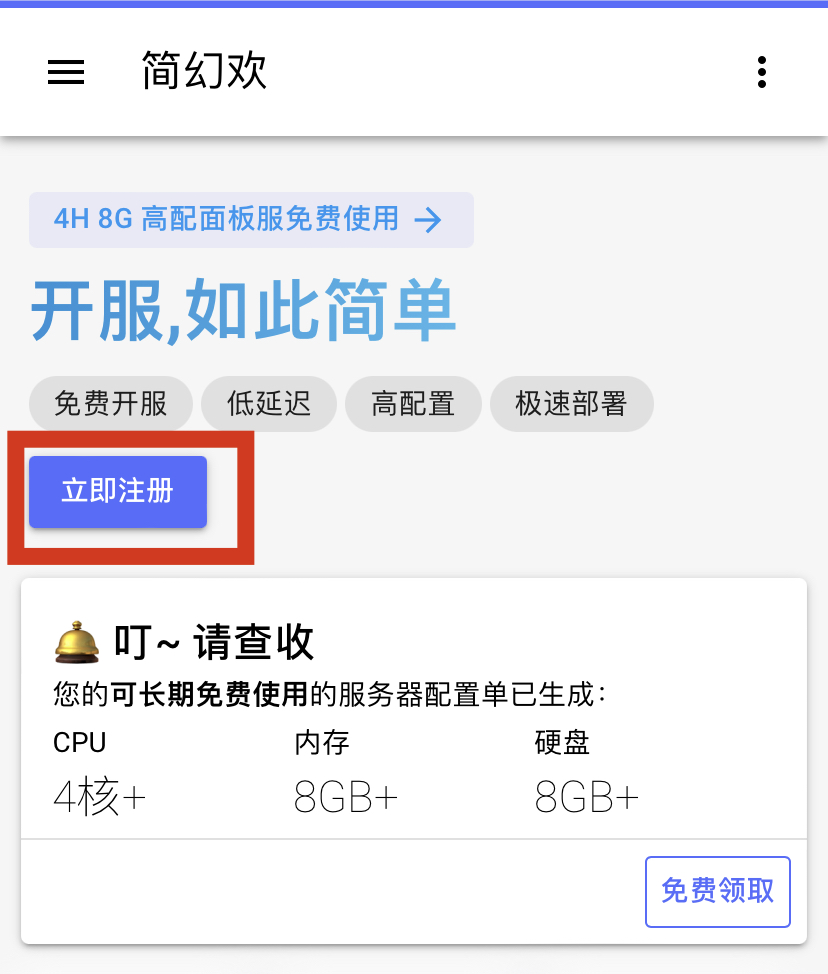 简幻欢
4H 8G 高配面板服免费使用
开服,如此简单
免费开服 低延迟 高配置 极速部署
立即注册
叮~ 请查收
您的可长期免费使用的服务器配置单已生成：
CPU 内存 硬盘
4核+ 8GB+ 8GB+
免费领取